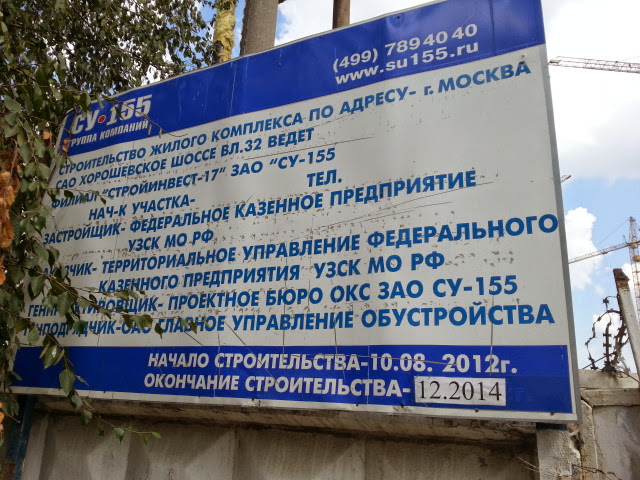 СУ•155
ГРУППА КОМПАНИЙ
(499) 789 40 40
www.su155.ru
СТРОИТЕЛЬСТВО ЖИЛОГО КОМПЛЕКСА ПО АДРЕСУ- г. МОСКВА
САО ХОРОШЕВСКОЕ ШОССЕ ВЛ.32 ВЕДЕТ
ФИЛИАЛ "СТРОЙИНВЕСТ-17" ЗАО "СУ-155
НАЧ-К УЧАСТКА- ТЕЛ.
ЗАСТРОЙЩИК- ФЕДЕРАЛЬНОЕ КАЗЕННОЕ ПРЕДПРИЯТИЕ
УЗСК МО РФ
ТЕРРИТОРИАЛЬНОЕ УПРАВЛЕНИЕ ФЕДЕРАЛЬНОГО
КАЗЕННОГО ПРЕДПРИЯТИЯ УЗСК МО РФ
ПРОЕКТНОЕ БЮРО ОКС ЗАО СУ-155
УПРАВЛЕНИЕ ОБУСТРОЙСТВА
НАЧАЛО СТРОИТЕЛЬСТВА-10.08. 2012г.
ОКОНЧАНИЕ СТРОИТЕЛЬСТВА- 12.2014